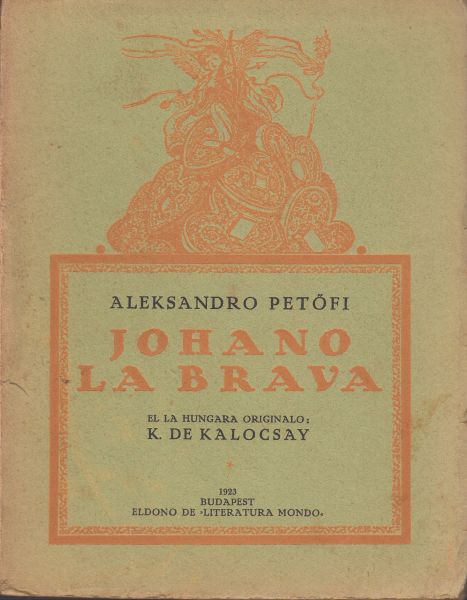 ALEKSANDRO PETŐFI
JOHANO
LA BRAVA
EL LA HUNGARA ORIGINALO:
K. DE KALOCSAY
1923
BUDAPEST
ELDONO DE »LITERATURA MONDO«